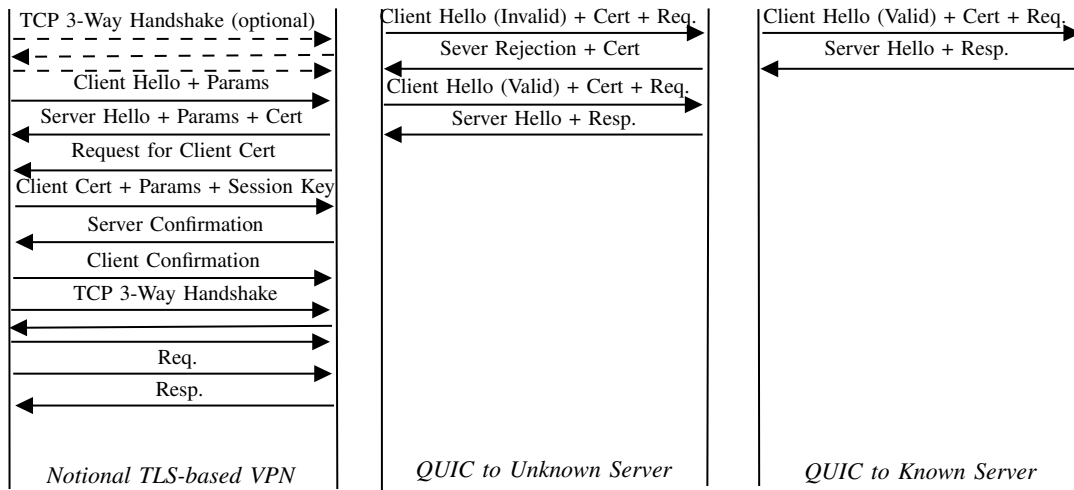 TCP 3-Way Handshake (optional)
Client Hello + Params
Server Hello + Params + Cert
Request for Client Cert
Client Cert + Params + Session Key
Server Confirmation
Client Confirmation
TCP 3-Way Handshake
Req.
Resp.
Notional TLS-based VPN
Client Hello (Invalid) + Cert + Req.
Sever Rejection + Cert
Client Hello (Valid) + Cert + Req.
Server Hello + Resp.
QUIC to Unknown Server
Client Hello (Valid) + Cert + Req.
Server Hello + Resp.
QUIC to Known Server